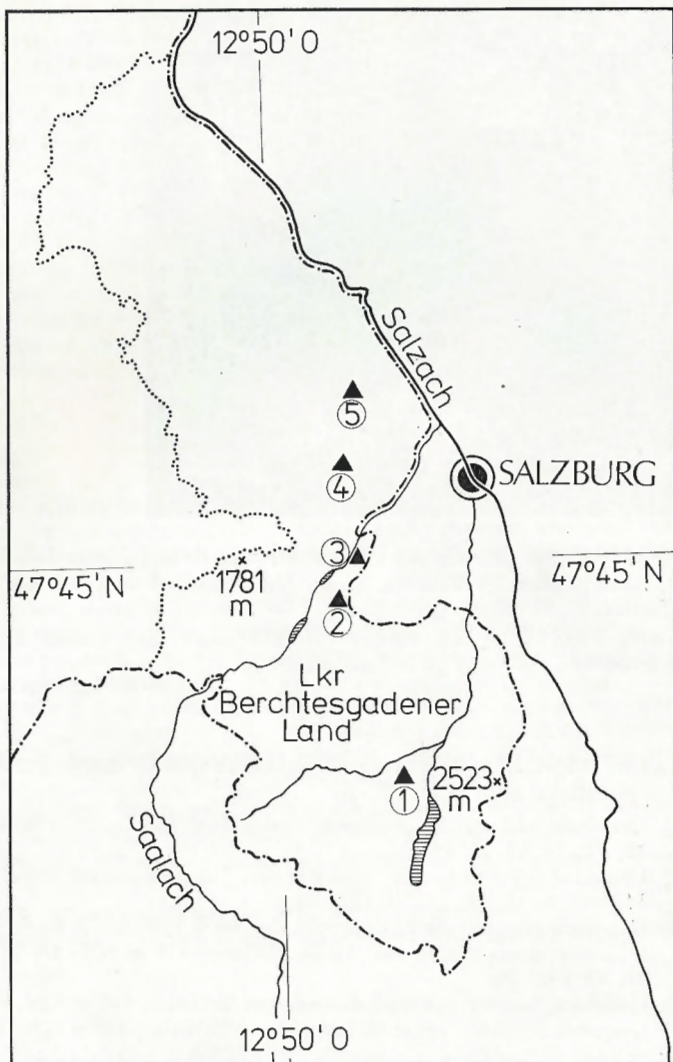 12°50'O
Salzach
5
SALZBURG
4
3
47°45'N
1781
m
47°45'N
2
Lkr
Berchtesgadener
Land
1
2523
m
Saalach
12°50'O